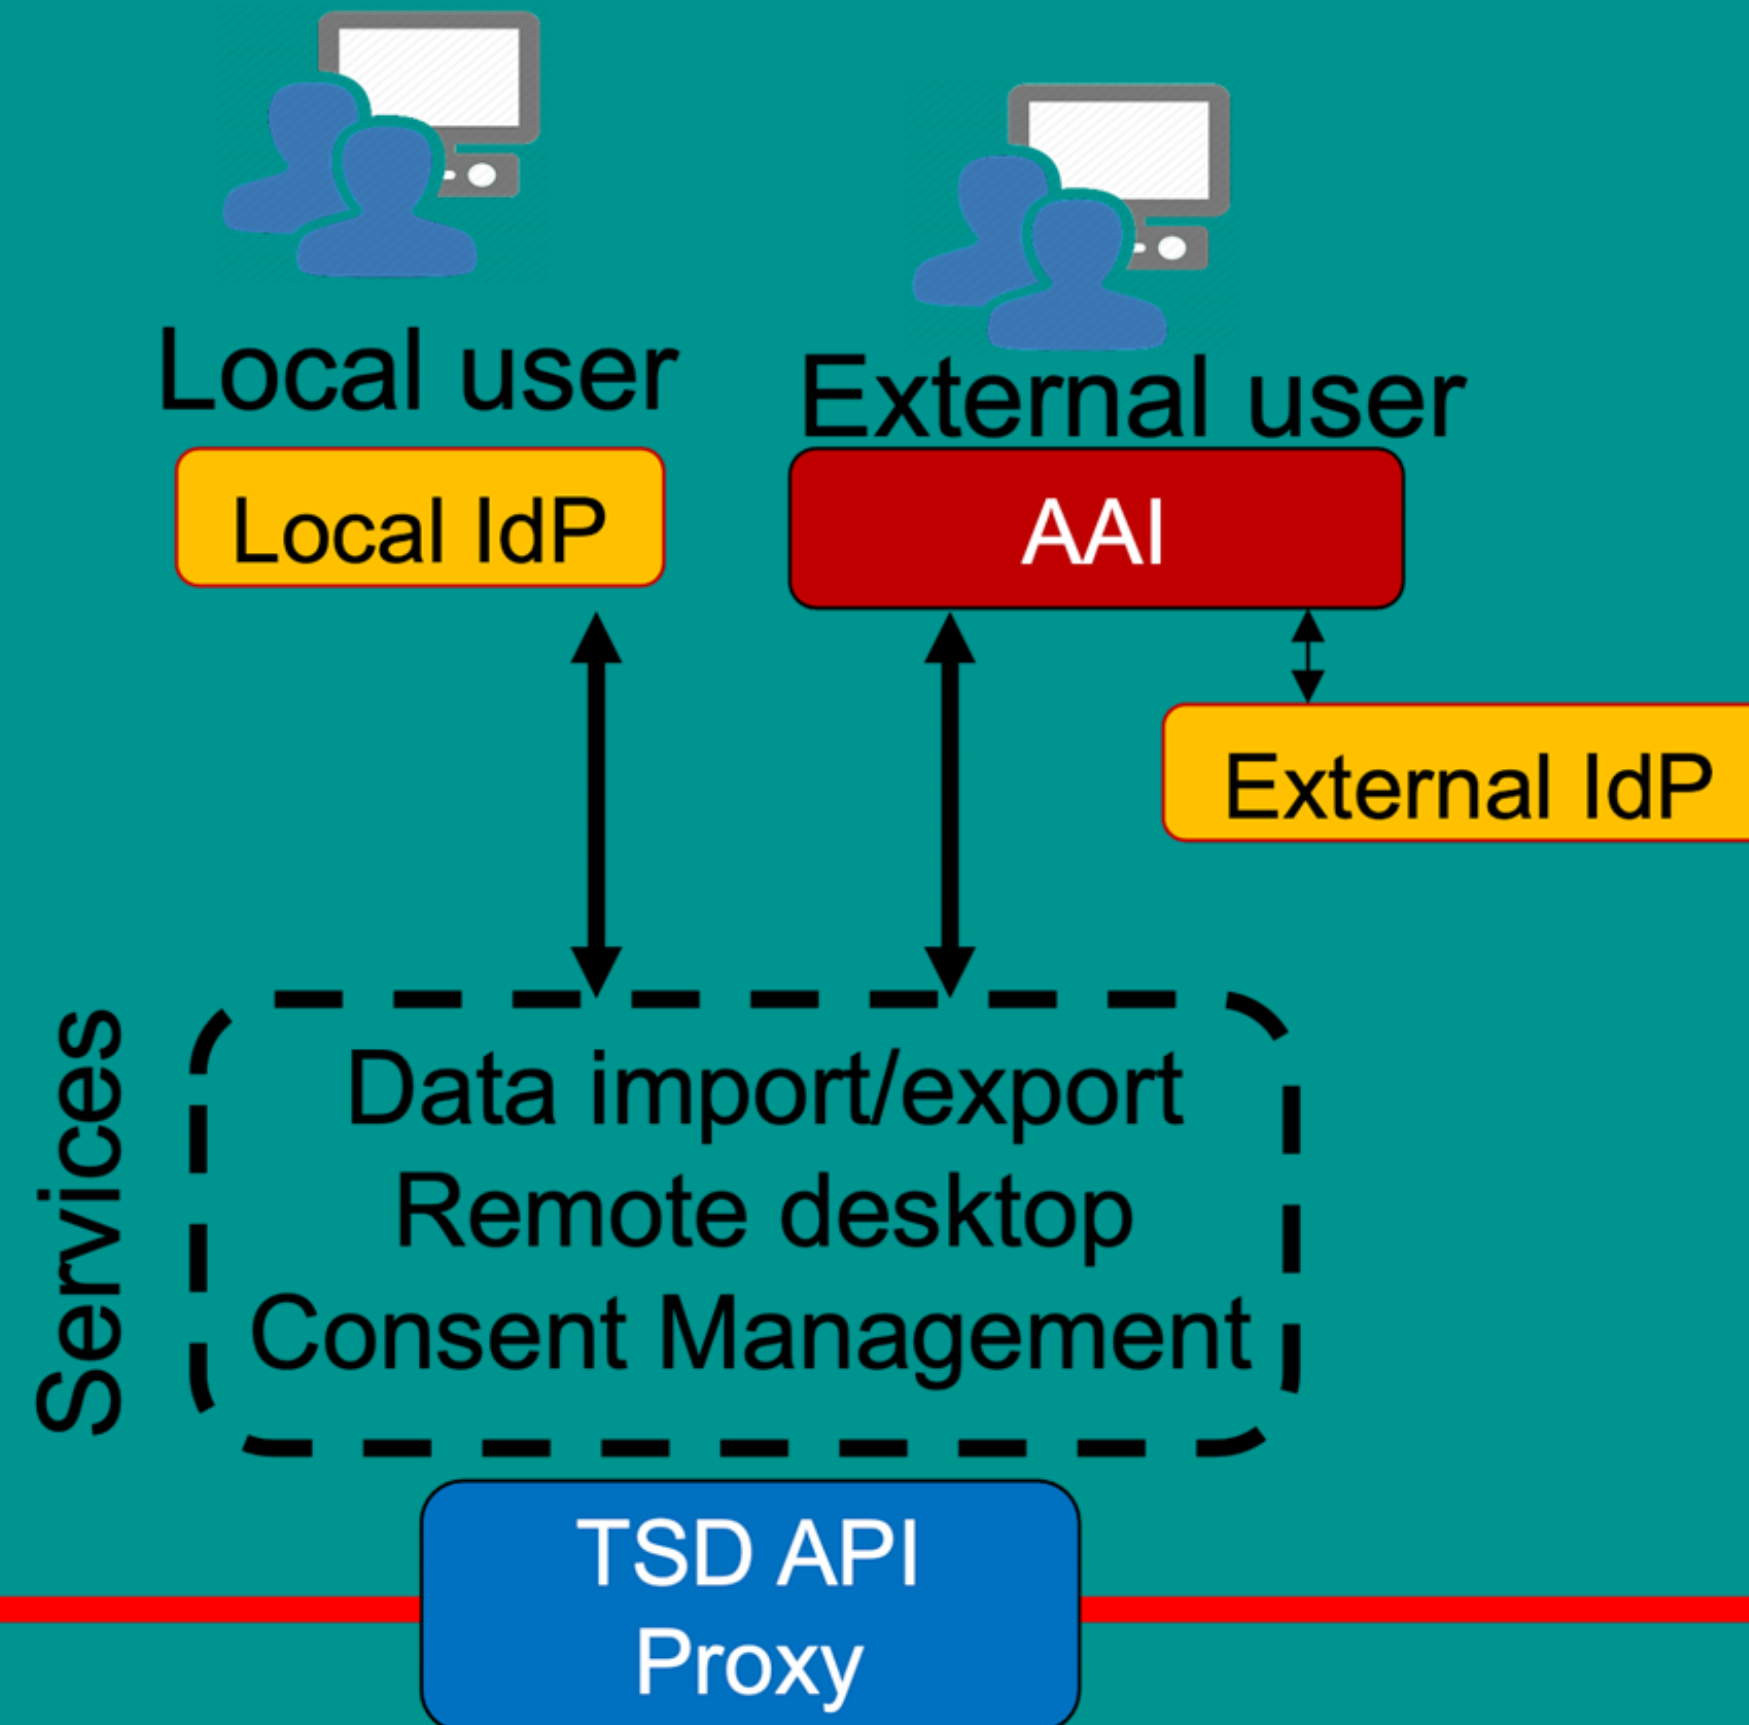 Local user
External user
Local IdP
AAI
External IdP
Services
Data import/export
Remote desktop
Consent Management
TSD API
Proxy